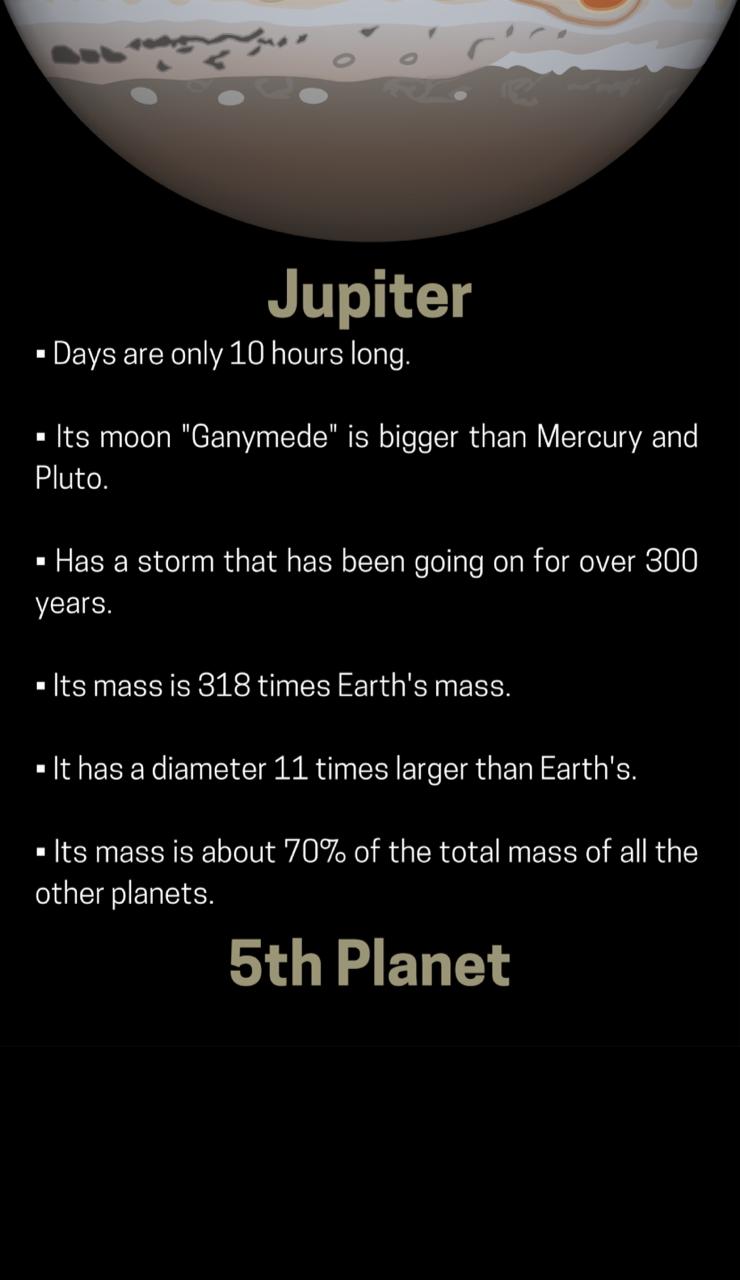 Jupiter
▪ Days are only 10 hours long.
▪ Its moon "Ganymede" is bigger than Mercury and
Pluto.
▪ Has a storm that has been going on for over 300
years.
▪ Its mass is 318 times Earth's mass.
▪ It has a diameter 11 times larger than Earth's.
▪ Its mass is about 70% of the total mass of all the
other planets.
5th Planet